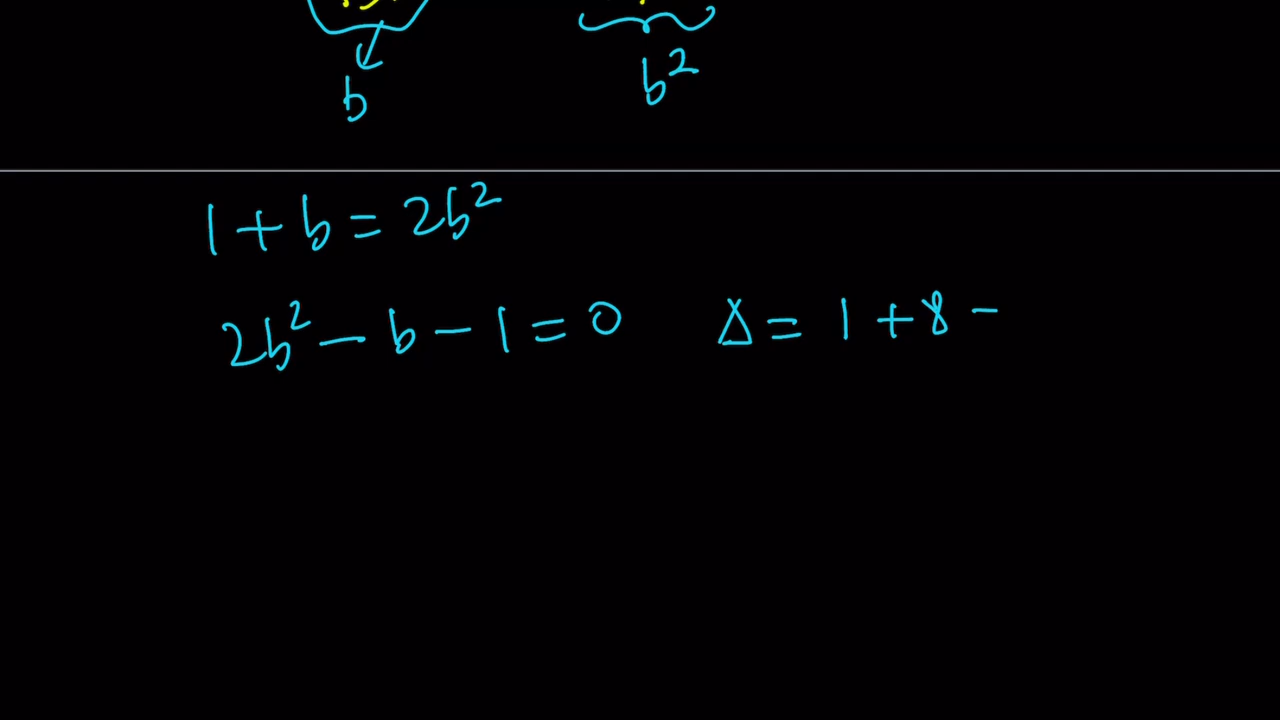 b b²
1 + b = 2b²
2b² - b - 1 = 0 Δ = 1 + 8 -